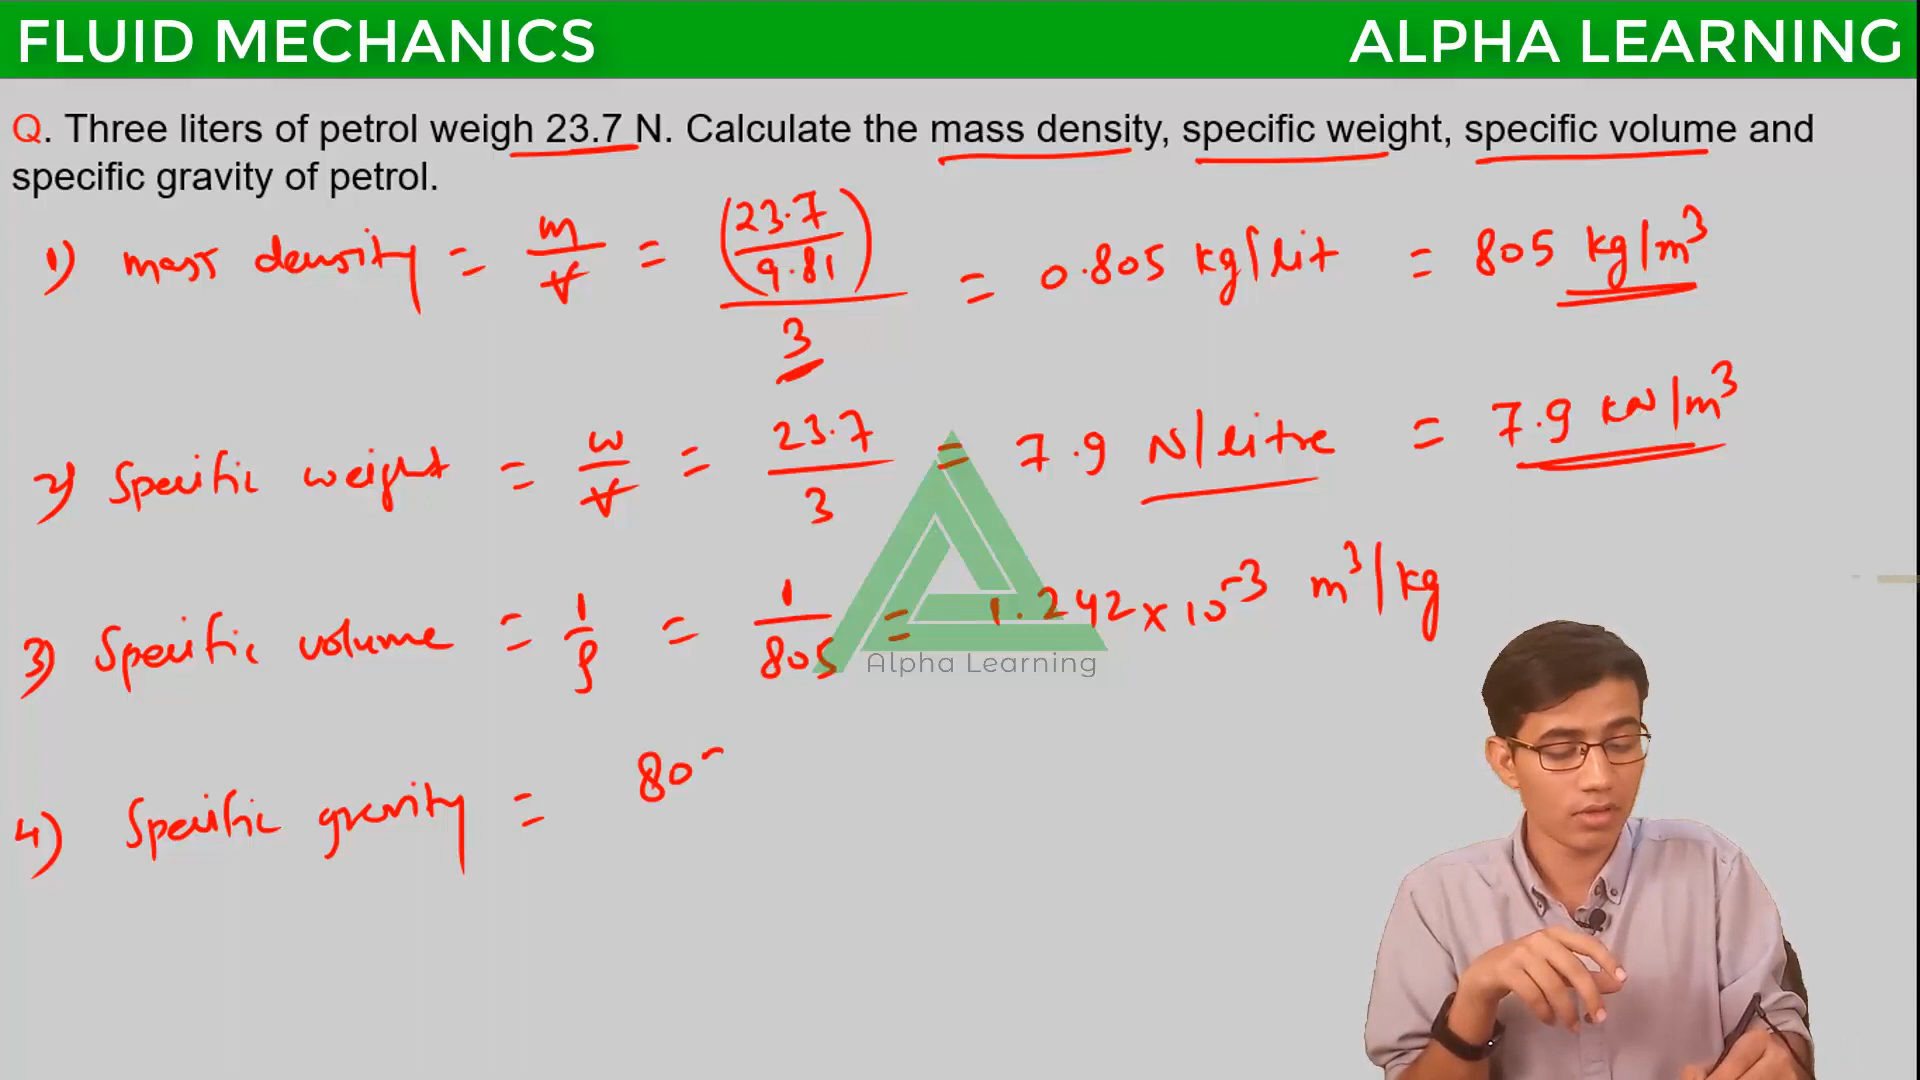 FLUID MECHANICS
ALPHA LEARNING
Q. Three liters of petrol weigh 23.7 N. Calculate the mass density, specific weight, specific volume and
specific gravity of petrol.
1) mass density = m/V = (23.7/9.81)/3 = 0.805 kg/lit = 805 kg/m³
2) Specific weight = w/V = 23.7/3 = 7.9 N/litre = 7.9 kN/m³
3) Specific volume = 1/ρ = 1/805 = 1.242 × 10⁻³ m³/kg
Alpha Learning
4) Specific gravity = 80